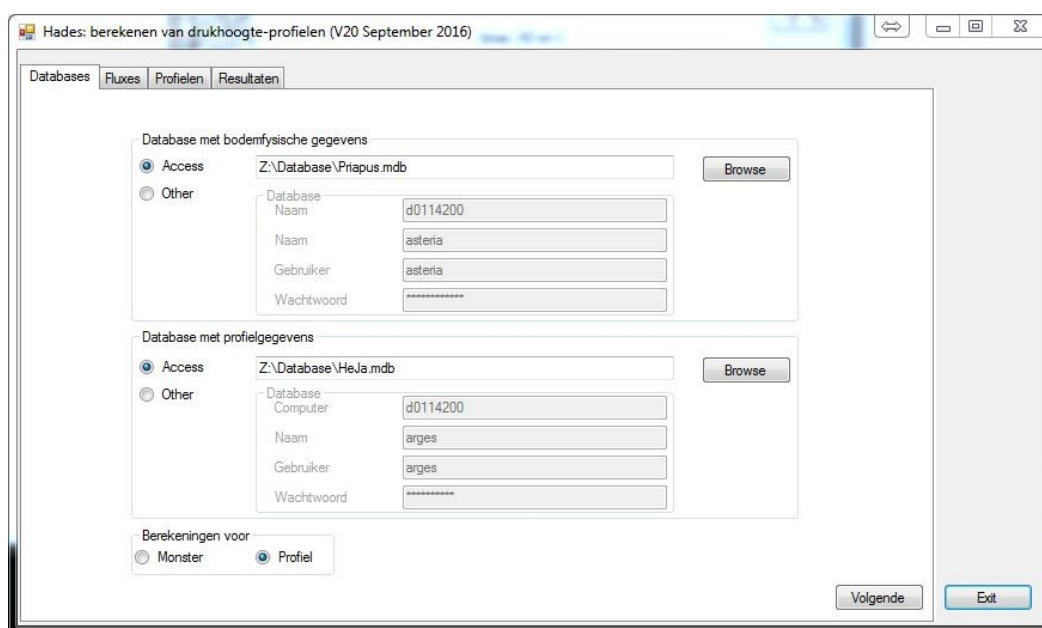 Hades: berekenen van drukhoogte-profielen (V20 September 2016)
Databases Fluxes Profielen Resultaten
Database met bodemfysische gegevens
Access Z:\Database\Priapus.mdb Browse
Other
Database
Naam d0114200
Naam asteria
Gebruiker asteria
Wachtwoord ************
Database met profielgegevens
Access Z:\Database\HeJa.mdb Browse
Other
Database
Computer d0114200
Naam arges
Gebruiker arges
Wachtwoord **********
Berekeningen voor
Monster Profiel
Volgende Exit